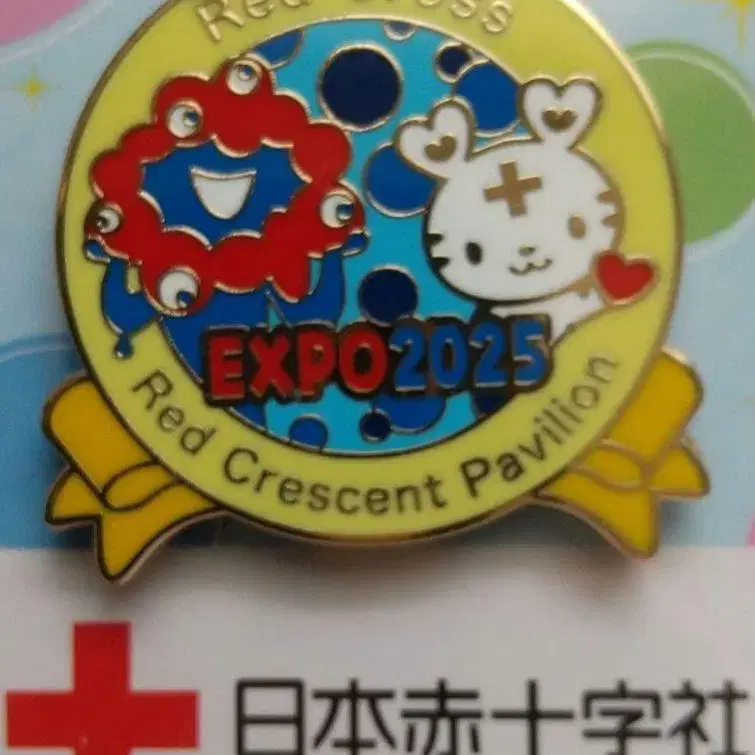 Red Cross
EXPO2025
Red Crescent Pavilion
日本赤十字社